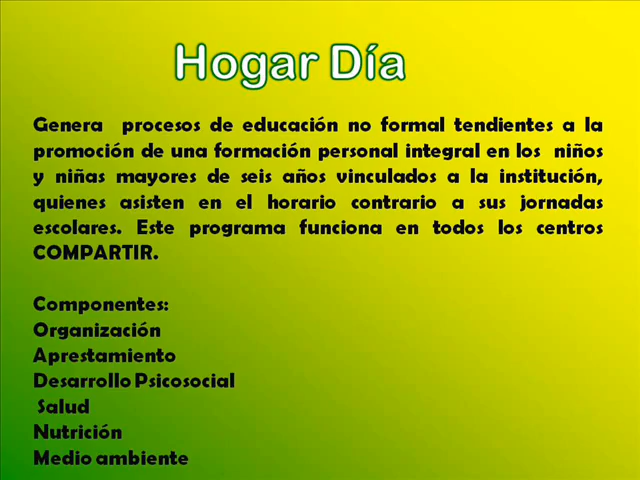 Hogar Día
Genera procesos de educación no formal tendientes a la
promoción de una formación personal integral en los niños
y niñas mayores de seis años vinculados a la institución,
quienes asisten en el horario contrario a sus jornadas
escolares. Este programa funciona en todos los centros
COMPARTIR.
Componentes:
Organización
Aprestamiento
Desarrollo Psicosocial
Salud
Nutrición
Medio ambiente